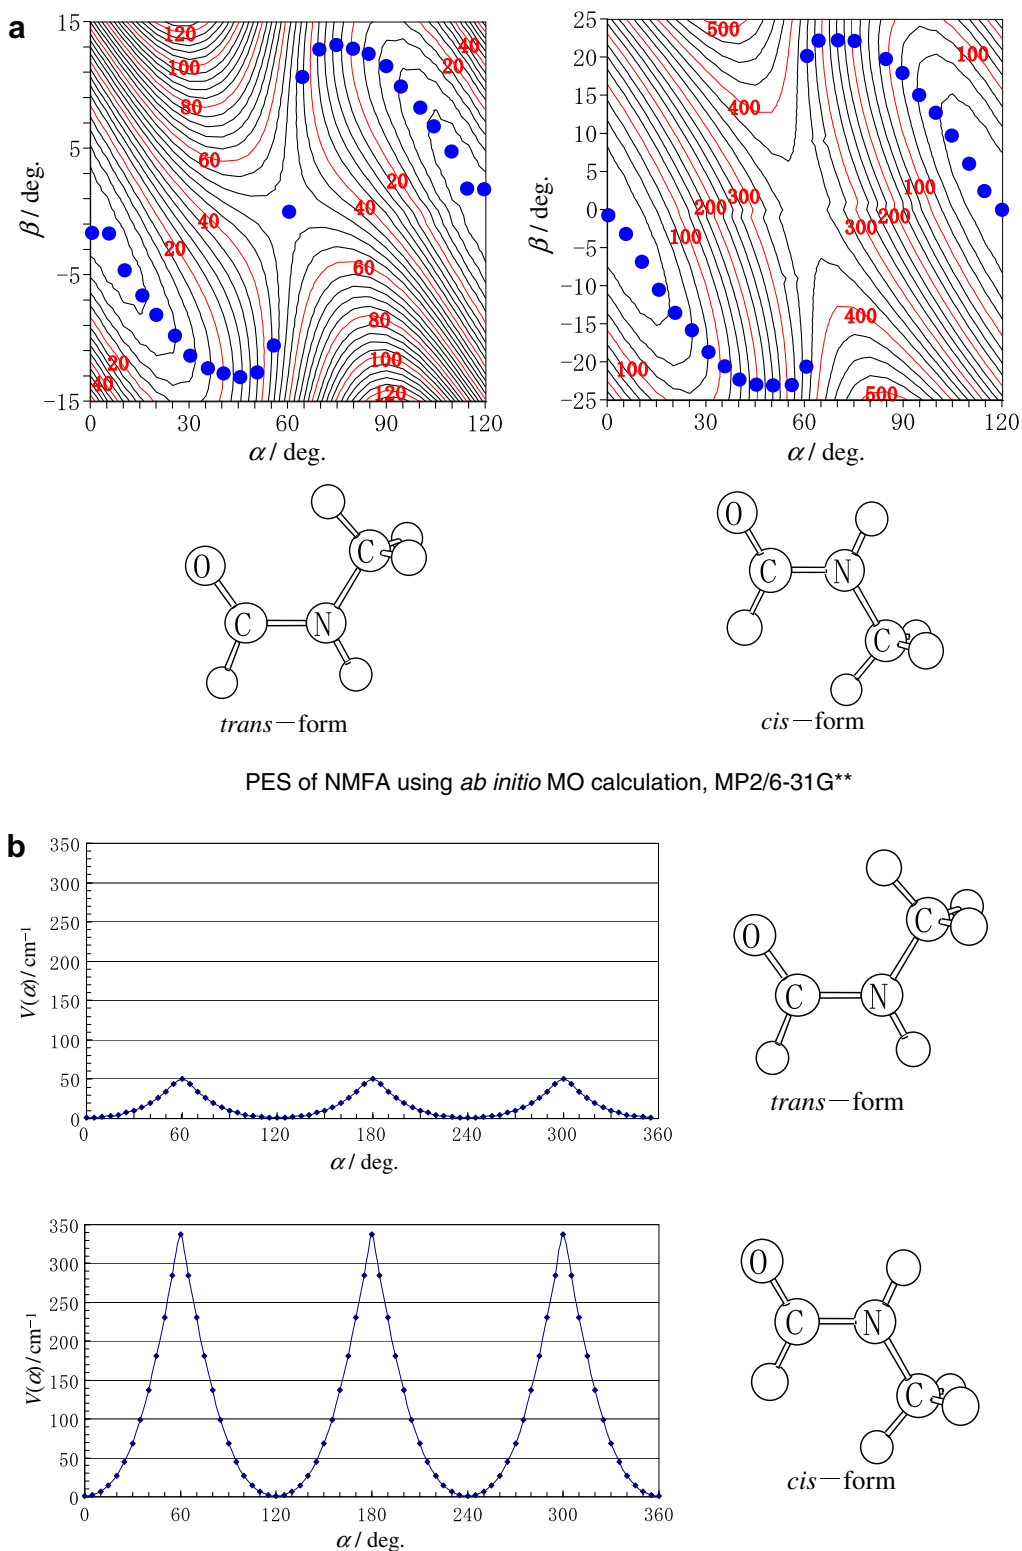 a
15
5
−5
−15
β / deg.
120
100
80
60
40
20
40
20
20
40
40
20
60
80
100
120
20
40
0 30 60 90 120
α / deg.
25
20
15
10
5
0
−5
−10
−15
−20
−25
β / deg.
500
400
300
200
100
100
100
200
300
400
500
100
0 30 60 90 120
α / deg.
O
C
C
N
trans—form
O
C
N
C
cis—form
PES of NMFA using ab initio MO calculation, MP2/6-31G**
b
350
300
250
200
150
100
50
0
V(α) / cm⁻¹
0 60 120 180 240 300 360
α / deg.
O
C
C
N
trans—form
350
300
250
200
150
100
50
0
V(α) / cm⁻¹
0 60 120 180 240 300 360
α / deg.
O
C
N
C
cis—form